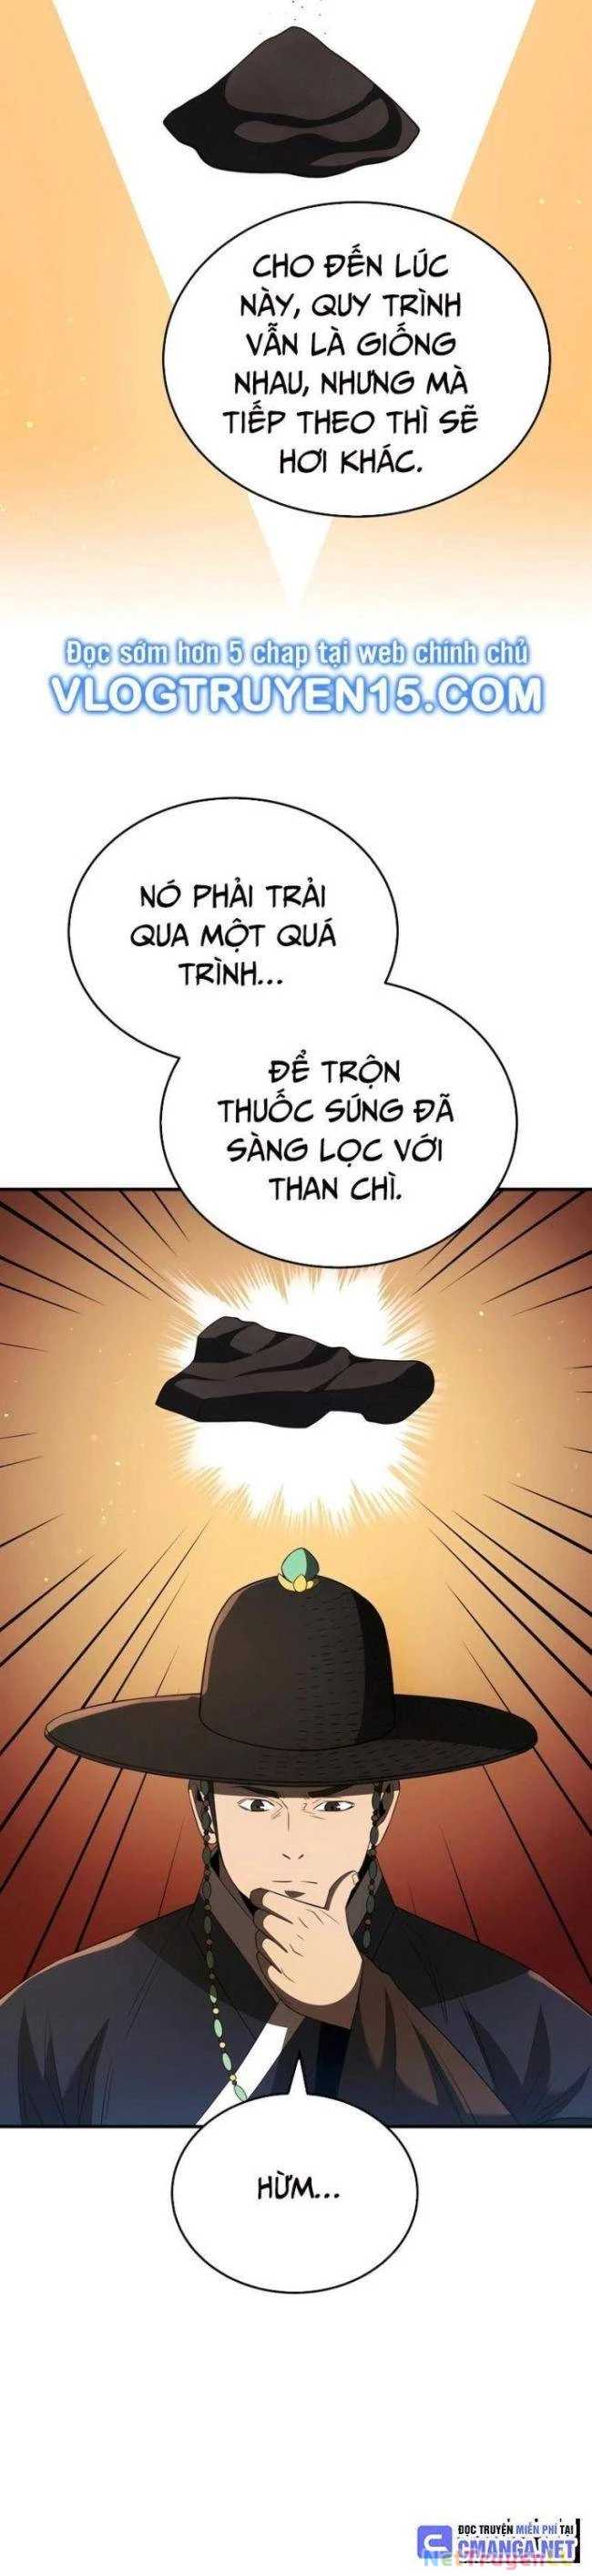 CHO ĐẾN LÚC
NÀY, QUY TRÌNH
VẪN LÀ GIỐNG
NHAU, NHƯNG MÀ
TIẾP THEO THÌ SẼ
HƠI KHÁC.
Đọc sớm hơn 5 chap tại web chính chủ
VLOGTRUYEN15.COM
NÓ PHẢI TRẢI
QUA MỘT QUÁ
TRÌNH...
ĐỂ TRỘN
THUỐC SÚNG ĐÃ
SÀNG LỌC VỚI
THAN CHÌ.
HỪM...
ĐỌC TRUYỆN MIỄN PHÍ TẠI
CMANGA.NET